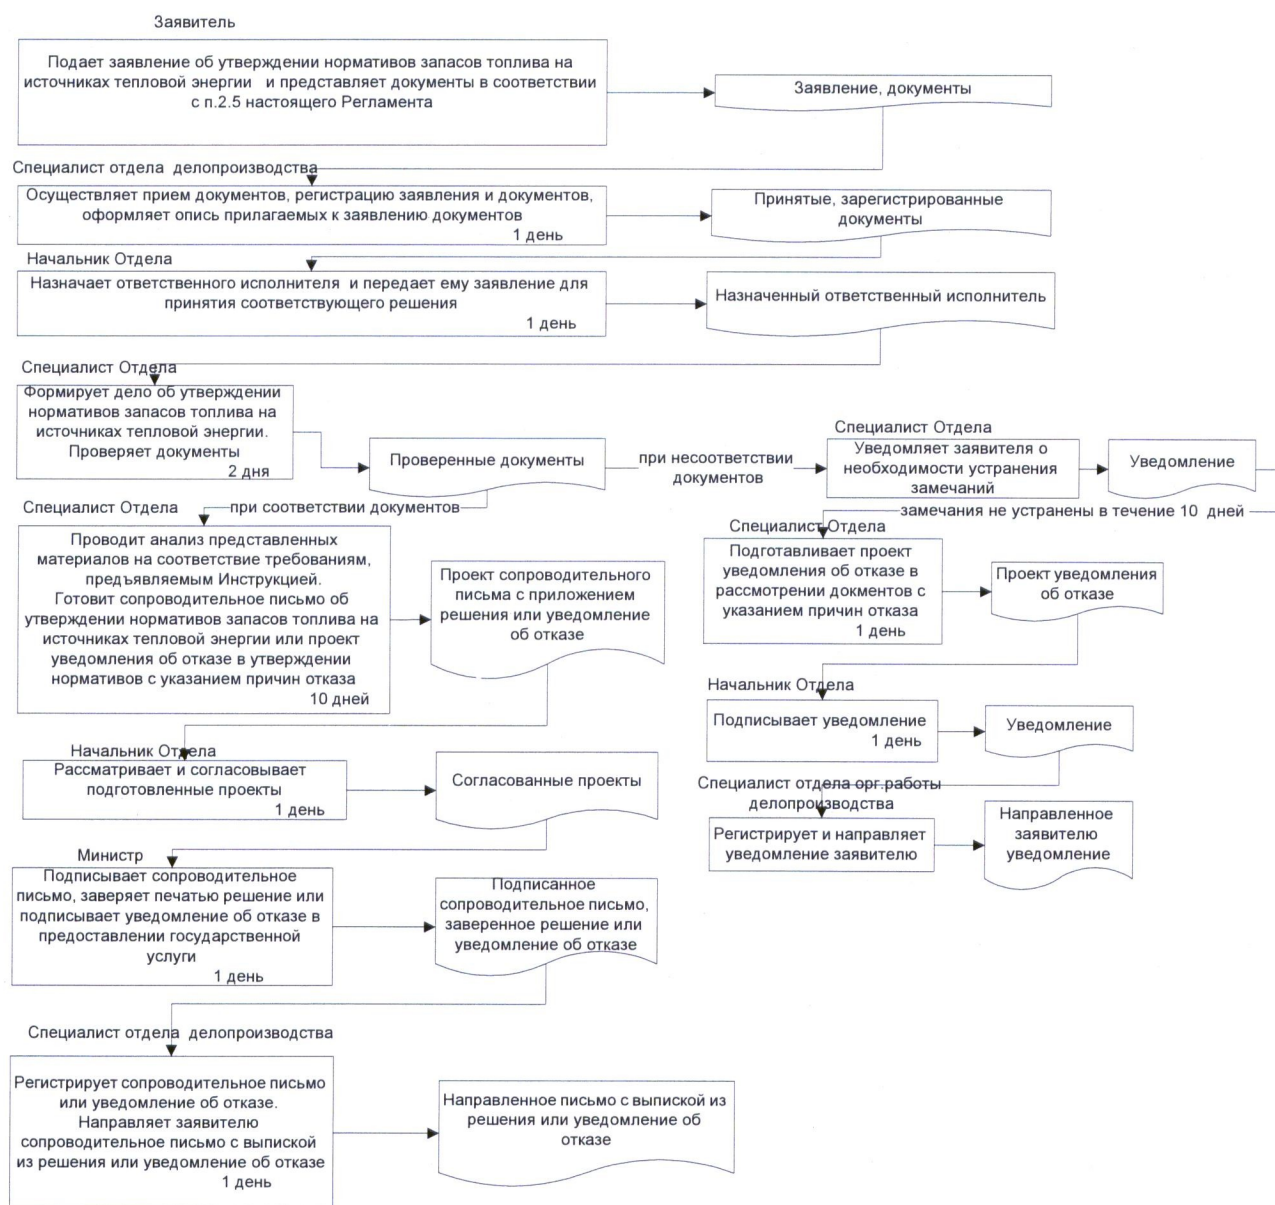 Заявитель
Подает заявление об утверждении нормативов запасов топлива на
источниках тепловой энергии и представляет документы в соответствии
с п.2.5 настоящего Регламента
Заявление, документы
Специалист отдела делопроизводства
Осуществляет прием документов, регистрацию заявления и документов,
оформляет опись прилагаемых к заявлению документов
1 день
Принятые, зарегистрированные
документы
Начальник Отдела
Назначает ответственного исполнителя и передает ему заявление для
принятия соответствующего решения
1 день
Назначенный ответственный исполнитель
Специалист Отдела
Формирует дело об утверждении
нормативов запасов топлива на
источниках тепловой энергии.
Проверяет документы
2 дня
Проверенные документы
при несоответствии
документов
Специалист Отдела
Уведомляет заявителя о
необходимости устранения
замечаний
Уведомление
замечания не устранены в течение 10 дней
Специалист Отдела
при соответствии документов
Проводит анализ представленных
материалов на соответствие требованиям,
предъявляемым Инструкцией.
Готовит сопроводительное письмо об
утверждении нормативов запасов топлива на
источниках тепловой энергии или проект
уведомления об отказе в утверждении
нормативов с указанием причин отказа
10 дней
Проект сопроводительного
письма с приложением
решения или уведомление
об отказе
Специалист Отдела
Подготавливает проект
уведомления об отказе в
рассмотрении докментов с
указанием причин отказа
1 день
Проект уведомления
об отказе
Начальник Отдела
Подписывает уведомление
1 день
Уведомление
Начальник Отдела
Рассматривает и согласовывает
подготовленные проекты
1 день
Согласованные проекты
Специалист отдела орг.работы
делопроизводства
Регистрирует и направляет
уведомление заявителю
Направленное
заявителю
уведомление
Министр
Подписывает сопроводительное
письмо, заверяет печатью решение или
подписывает уведомление об отказе в
предоставлении государственной
услуги
1 день
Подписанное
сопроводительное письмо,
заверенное решение или
уведомление об отказе
Специалист отдела делопроизводства
Регистрирует сопроводительное письмо
или уведомление об отказе.
Направляет заявителю
сопроводительное письмо с выпиской
из решения или уведомление об отказе
1 день
Направленное письмо с выпиской из
решения или уведомление об
отказе